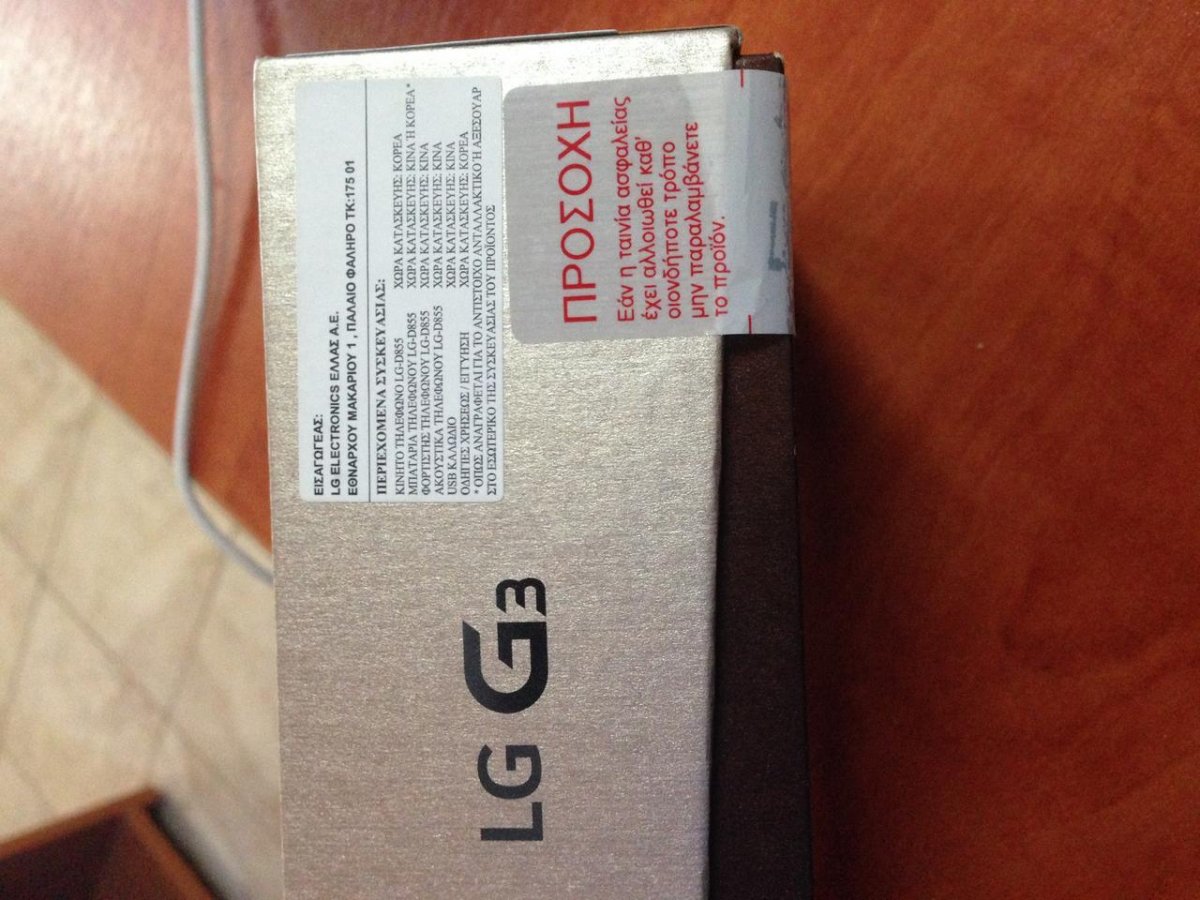 ΕΙΣΑΓΩΓΕΑΣ:
LG ELECTRONICS ΕΛΛΑΣ Α.Ε.
ΕΘΝΑΡΧΟΥ ΜΑΚΑΡΙΟΥ 1 , ΠΑΛΑΙΟ ΦΑΛΗΡΟ ΤΚ:175 01
ΠΕΡΙΕΧΟΜΕΝΑ ΣΥΣΚΕΥΑΣΙΑΣ:
ΚΙΝΗΤΟ ΤΗΛΕΦΩΝΟ LG-D855 ΧΩΡΑ ΚΑΤΑΣΚΕΥΗΣ: ΚΟΡΕΑ
ΜΠΑΤΑΡΙΑ ΤΗΛΕΦΩΝΟΥ LG-D855 ΧΩΡΑ ΚΑΤΑΣΚΕΥΗΣ: ΚΙΝΑ Ή ΚΟΡΕΑ *
ΦΟΡΤΙΣΤΗΣ ΤΗΛΕΦΩΝΟΥ LG-D855 ΧΩΡΑ ΚΑΤΑΣΚΕΥΗΣ: ΚΙΝΑ
ΑΚΟΥΣΤΙΚΑ ΤΗΛΕΦΩΝΟΥ LG-D855 ΧΩΡΑ ΚΑΤΑΣΚΕΥΗΣ: ΚΙΝΑ
USB ΚΑΛΩΔΙΟ ΧΩΡΑ ΚΑΤΑΣΚΕΥΗΣ: ΚΙΝΑ
ΟΔΗΓΙΕΣ ΧΡΗΣΕΩΣ / ΕΓΓΥΗΣΗ ΧΩΡΑ ΚΑΤΑΣΚΕΥΗΣ: ΚΟΡΕΑ
* ΟΠΩΣ ΑΝΑΓΡΑΦΕΤΑΙ ΓΙΑ ΤΟ ΑΝΤΙΣΤΟΙΧΟ ΑΝΤΑΛΛΑΚΤΙΚΟ Ή ΑΞΕΣΟΥΑΡ
ΣΤΟ ΕΣΩΤΕΡΙΚΟ ΤΗΣ ΣΥΣΚΕΥΑΣΙΑΣ ΤΟΥ ΠΡΟΪΟΝΤΟΣ
ΠΡΟΣΟΧΗ
Εάν η ταινία ασφαλείας
έχει αλλοιωθεί καθ'
οιονδήποτε τρόπο
μην παραλαμβάνετε
το προϊόν.
LG G3